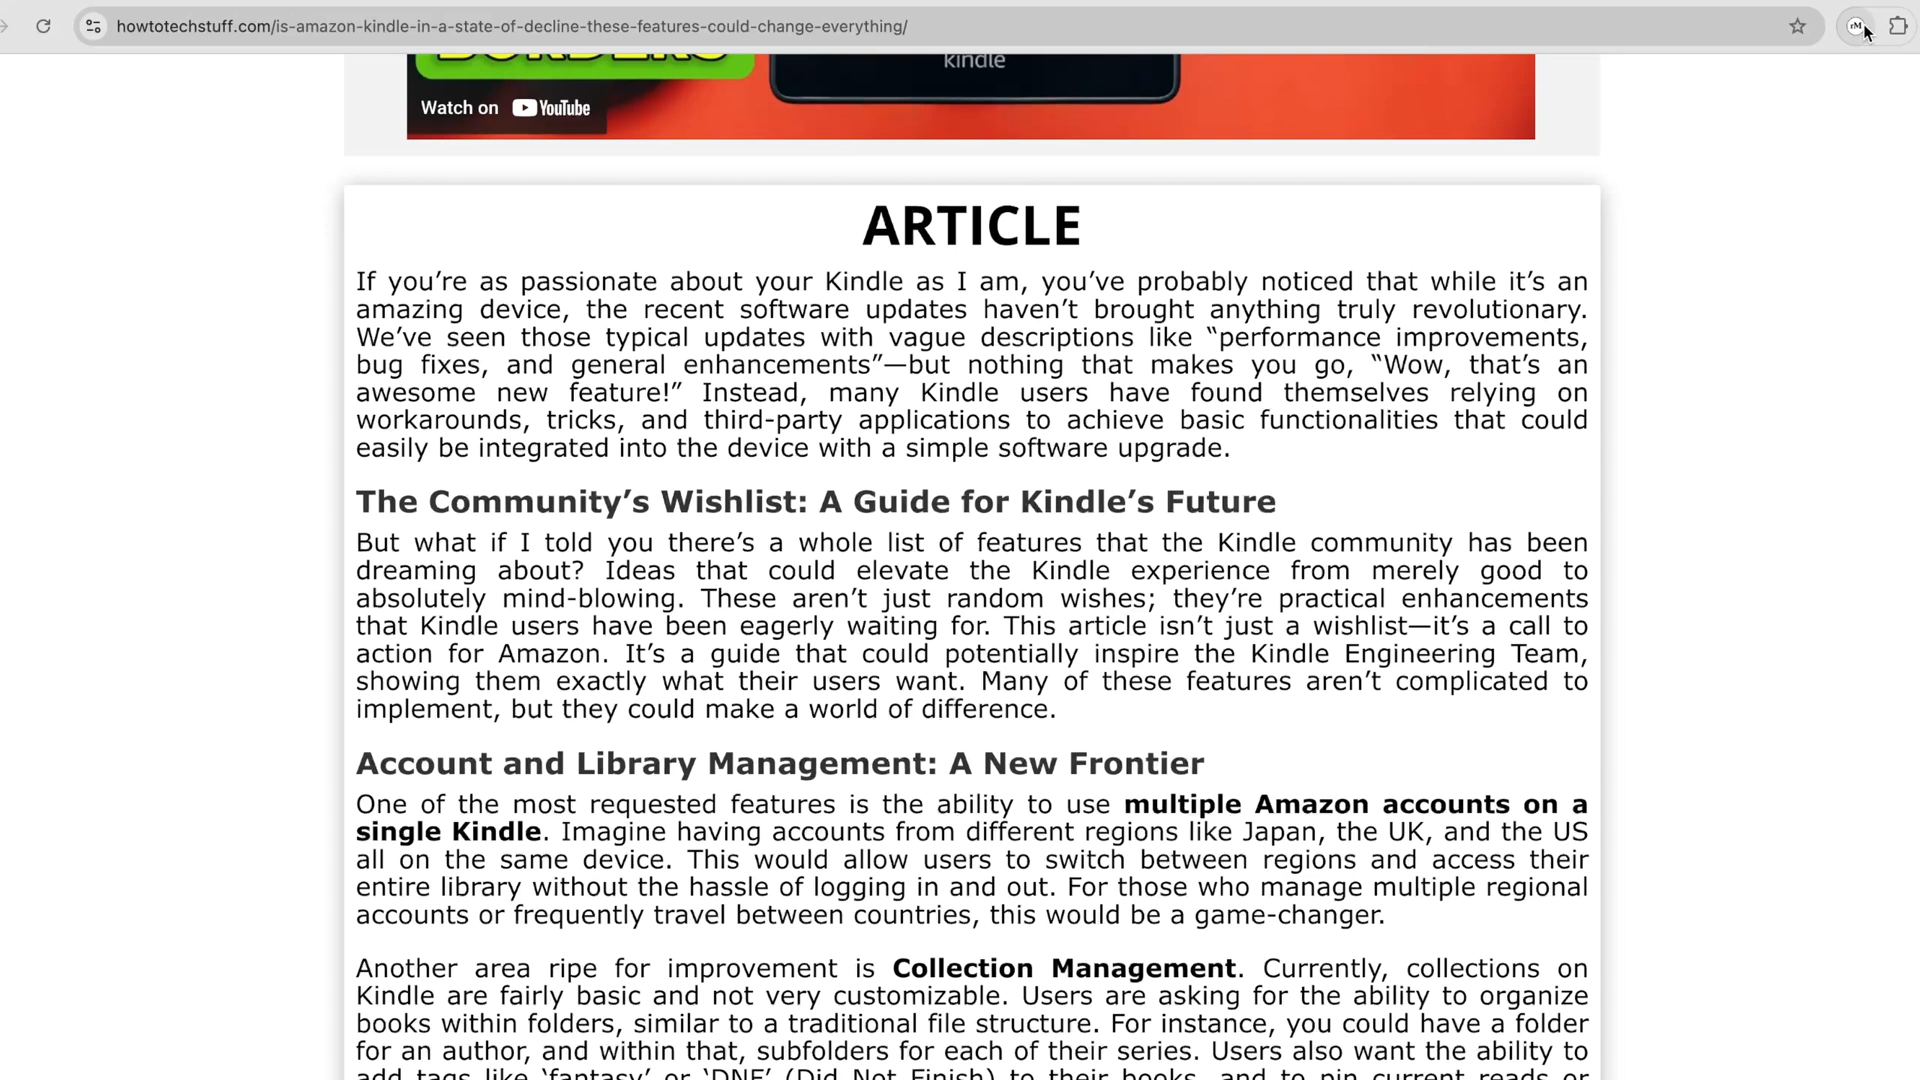 howtotechstuff.com/is-amazon-kindle-in-a-state-of-decline-these-features-could-change-everything/
rM
kindle
Watch on YouTube
ARTICLE
If you’re as passionate about your Kindle as I am, you’ve probably noticed that while it’s an
amazing device, the recent software updates haven’t brought anything truly revolutionary.
We’ve seen those typical updates with vague descriptions like “performance improvements,
bug fixes, and general enhancements”—but nothing that makes you go, “Wow, that’s an
awesome new feature!” Instead, many Kindle users have found themselves relying on
workarounds, tricks, and third-party applications to achieve basic functionalities that could
easily be integrated into the device with a simple software upgrade.
The Community’s Wishlist: A Guide for Kindle’s Future
But what if I told you there’s a whole list of features that the Kindle community has been
dreaming about? Ideas that could elevate the Kindle experience from merely good to
absolutely mind-blowing. These aren’t just random wishes; they’re practical enhancements
that Kindle users have been eagerly waiting for. This article isn’t just a wishlist—it’s a call to
action for Amazon. It’s a guide that could potentially inspire the Kindle Engineering Team,
showing them exactly what their users want. Many of these features aren’t complicated to
implement, but they could make a world of difference.
Account and Library Management: A New Frontier
One of the most requested features is the ability to use multiple Amazon accounts on a
single Kindle. Imagine having accounts from different regions like Japan, the UK, and the US
all on the same device. This would allow users to switch between regions and access their
entire library without the hassle of logging in and out. For those who manage multiple regional
accounts or frequently travel between countries, this would be a game-changer.
Another area ripe for improvement is Collection Management. Currently, collections on
Kindle are fairly basic and not very customizable. Users are asking for the ability to organize
books within folders, similar to a traditional file structure. For instance, you could have a folder
for an author, and within that, subfolders for each of their series. Users also want the ability to
add tags like ‘fantasy’ or ‘DNF’ (Did Not Finish) to their books, and to pin current reads or